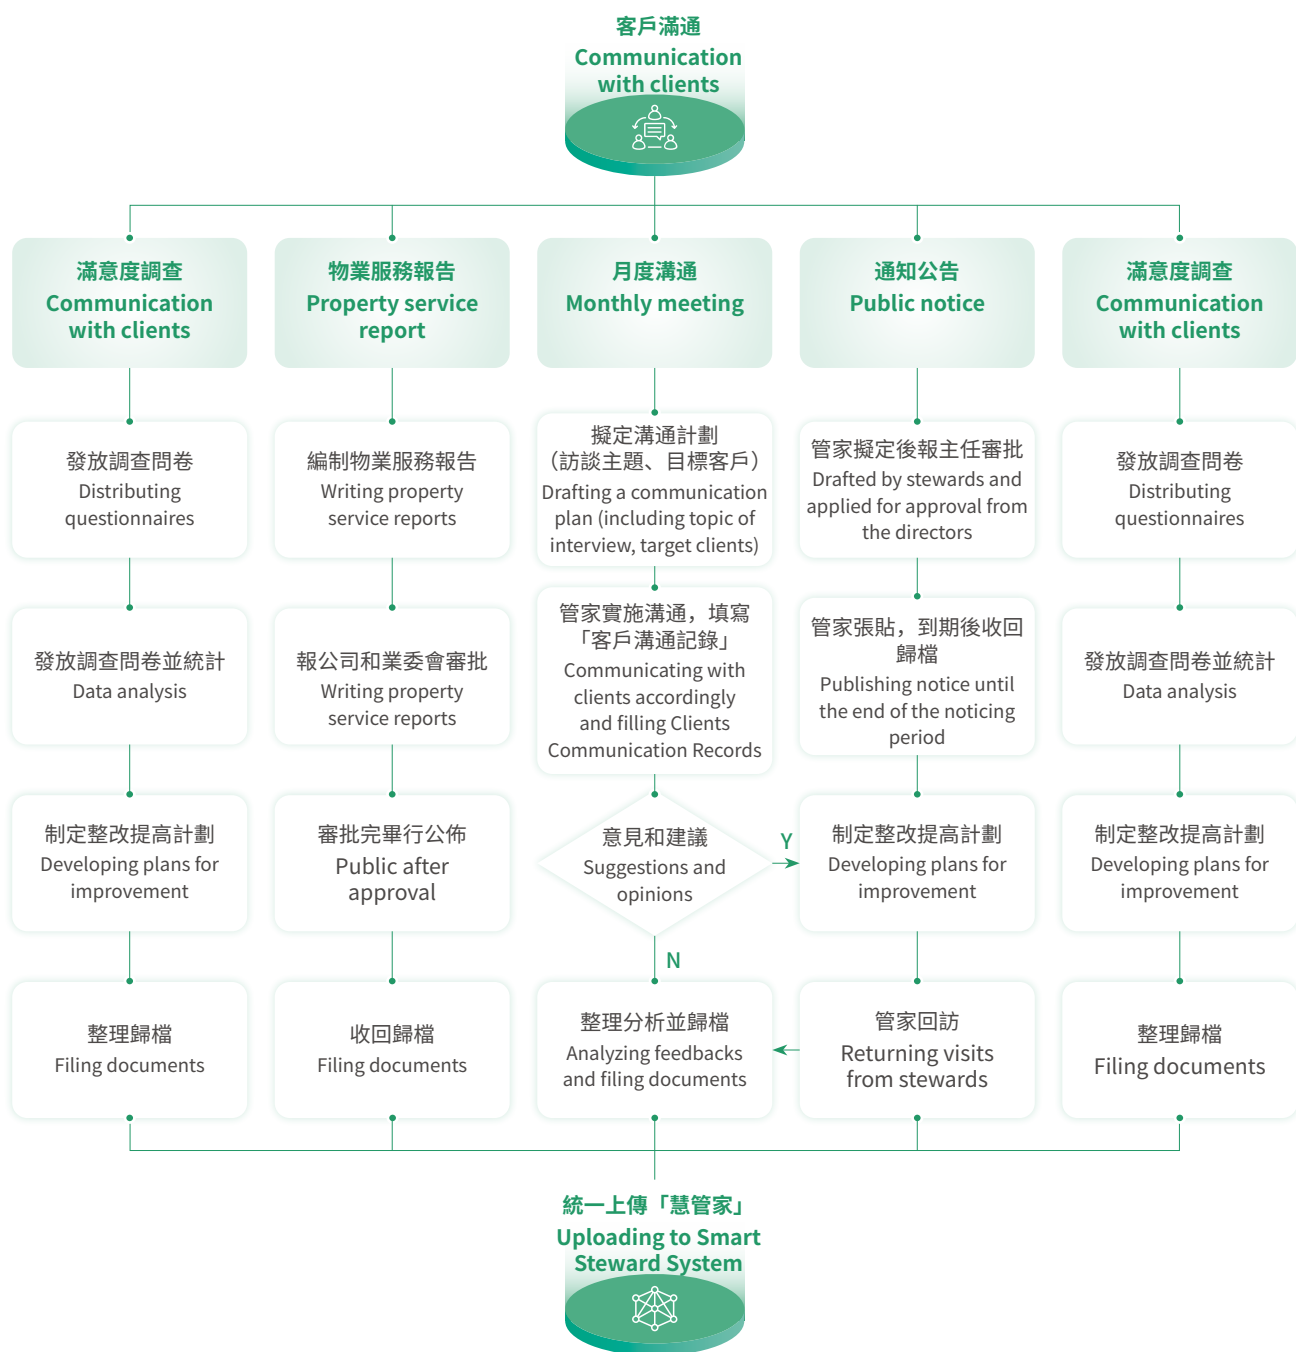 客戶滿通
Communication
with clients
滿意度調查
Communication
with clients
物業服務報告
Property service
report
月度溝通
Monthly meeting
通知公告
Public notice
滿意度調查
Communication
with clients
發放調查問卷
Distributing
questionnaires
編制物業服務報告
Writing property
service reports
擬定溝通計劃
（訪談主題、目標客戶）
Drafting a communication
plan (including topic of
interview, target clients)
管家擬定後報主任審批
Drafted by stewards and
applied for approval from
the directors
發放調查問卷
Distributing
questionnaires
發放調查問卷並統計
Data analysis
報公司和業委會審批
Writing property
service reports
管家實施溝通，填寫
「客戶溝通記錄」
Communicating with
clients accordingly
and filling Clients
Communication Records
管家張貼，到期後收回
歸檔
Publishing notice until
the end of the noticing
period
發放調查問卷並統計
Data analysis
制定整改提高計劃
Developing plans for
improvement
審批完畢行公佈
Public after
approval
意見和建議
Suggestions and
opinions
Y
制定整改提高計劃
Developing plans for
improvement
制定整改提高計劃
Developing plans for
improvement
N
整理歸檔
Filing documents
收回歸檔
Filing documents
整理分析並歸檔
Analyzing feedbacks
and filing documents
管家回訪
Returning visits
from stewards
整理歸檔
Filing documents
統一上傳「慧管家」
Uploading to Smart
Steward System